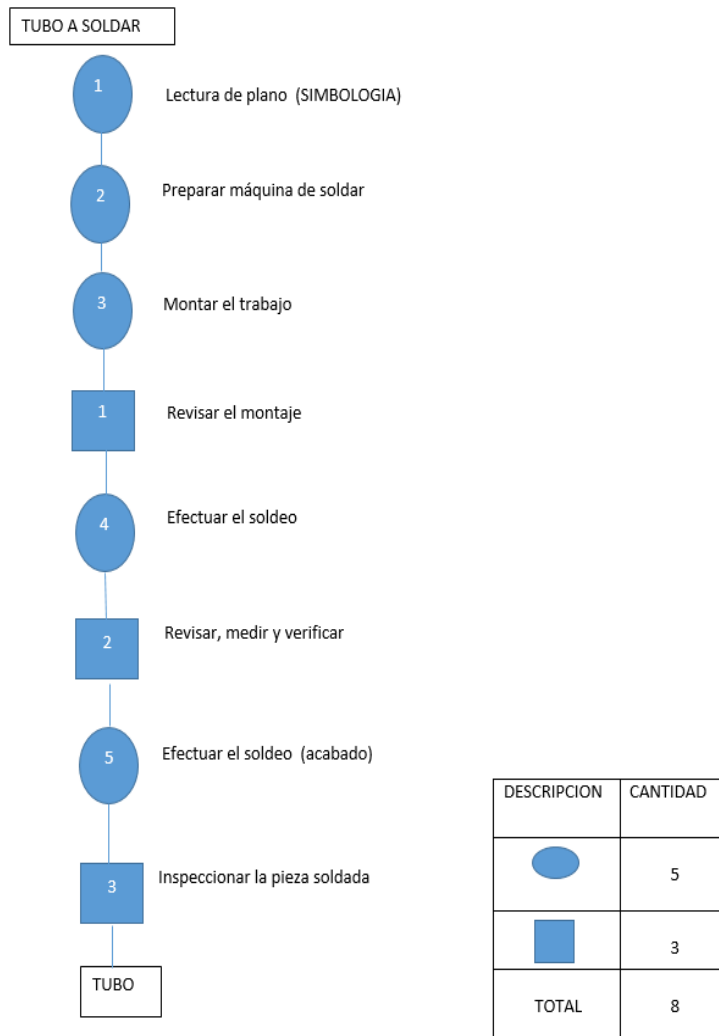 TUBO A SOLDAR
1
Lectura de plano (SIMBOLOGIA)
2
Preparar máquina de soldar
3
Montar el trabajo
1
Revisar el montaje
4
Efectuar el soldeo
2
Revisar, medir y verificar
5
Efectuar el soldeo (acabado)
3
Inspeccionar la pieza soldada
TUBO
DESCRIPCION CANTIDAD
5
3
TOTAL 8